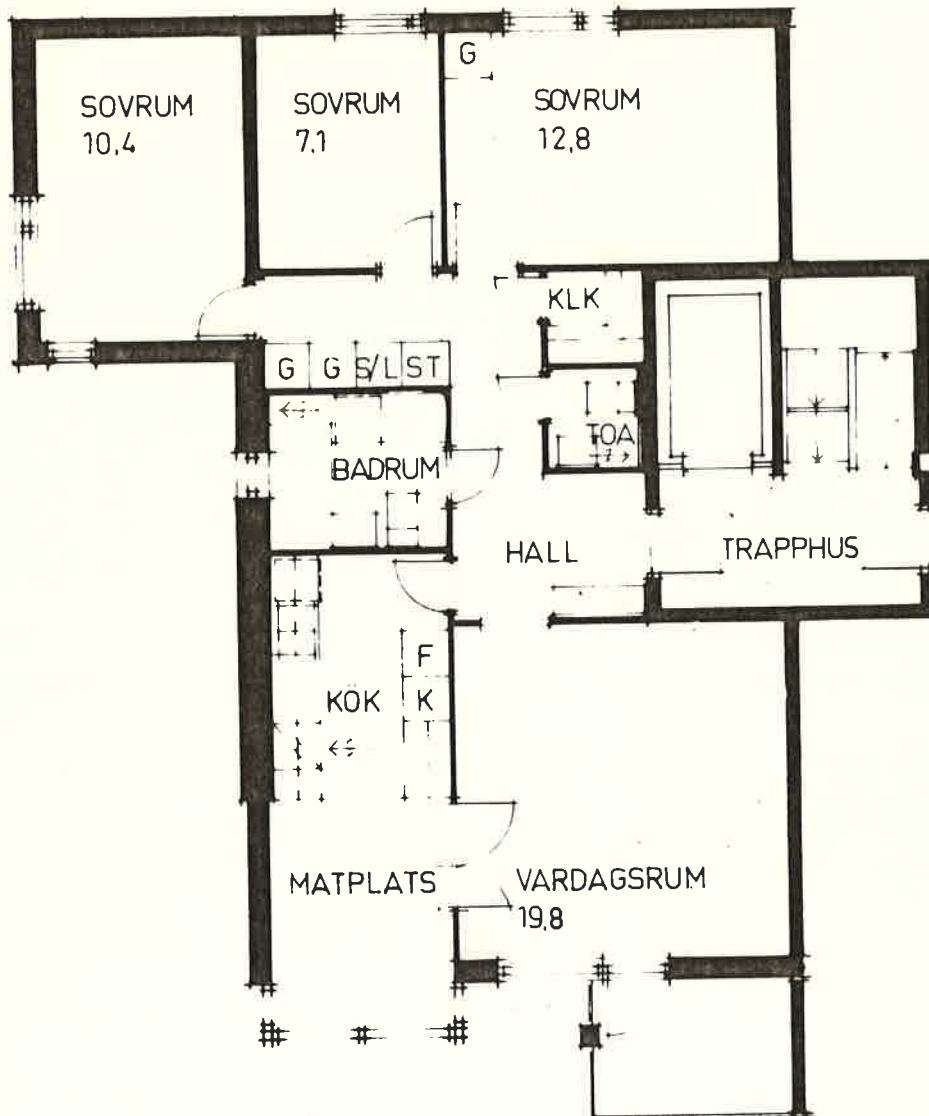 G
SOVRUM
10,4
SOVRUM
7,1
SOVRUM
12,8
KLK
G G S/L ST
TOA
BADRUM
HALL
TRAPPHUS
F
KÖK K
MATPLATS
VARDAGSRUM
19,8